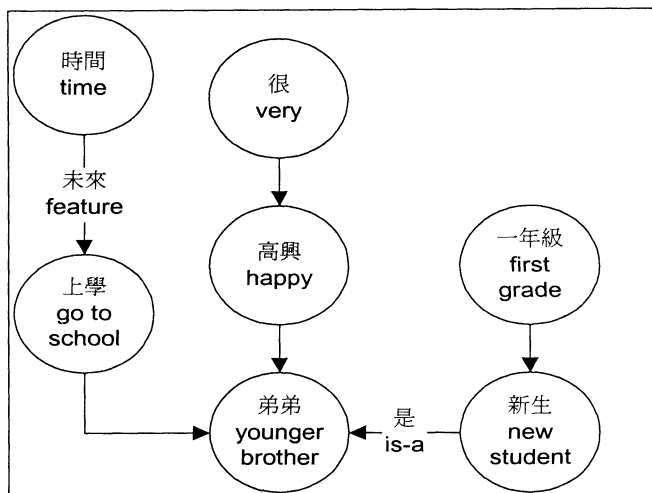 時間
time
很
very
未來
feature
高興
happy
一年級
first
grade
上學
go to
school
弟弟
younger
brother
是
is-a
新生
new
student